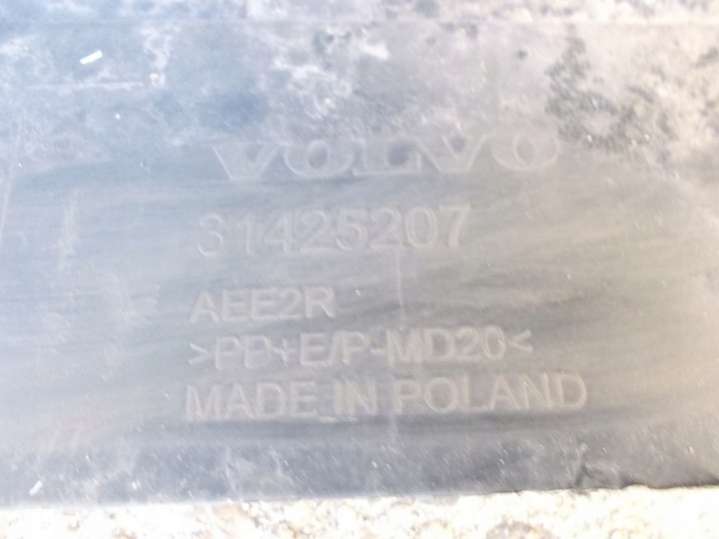 VOLVO
31425207
AEE2R
>PP+E/P-MD20<
MADE IN POLAND